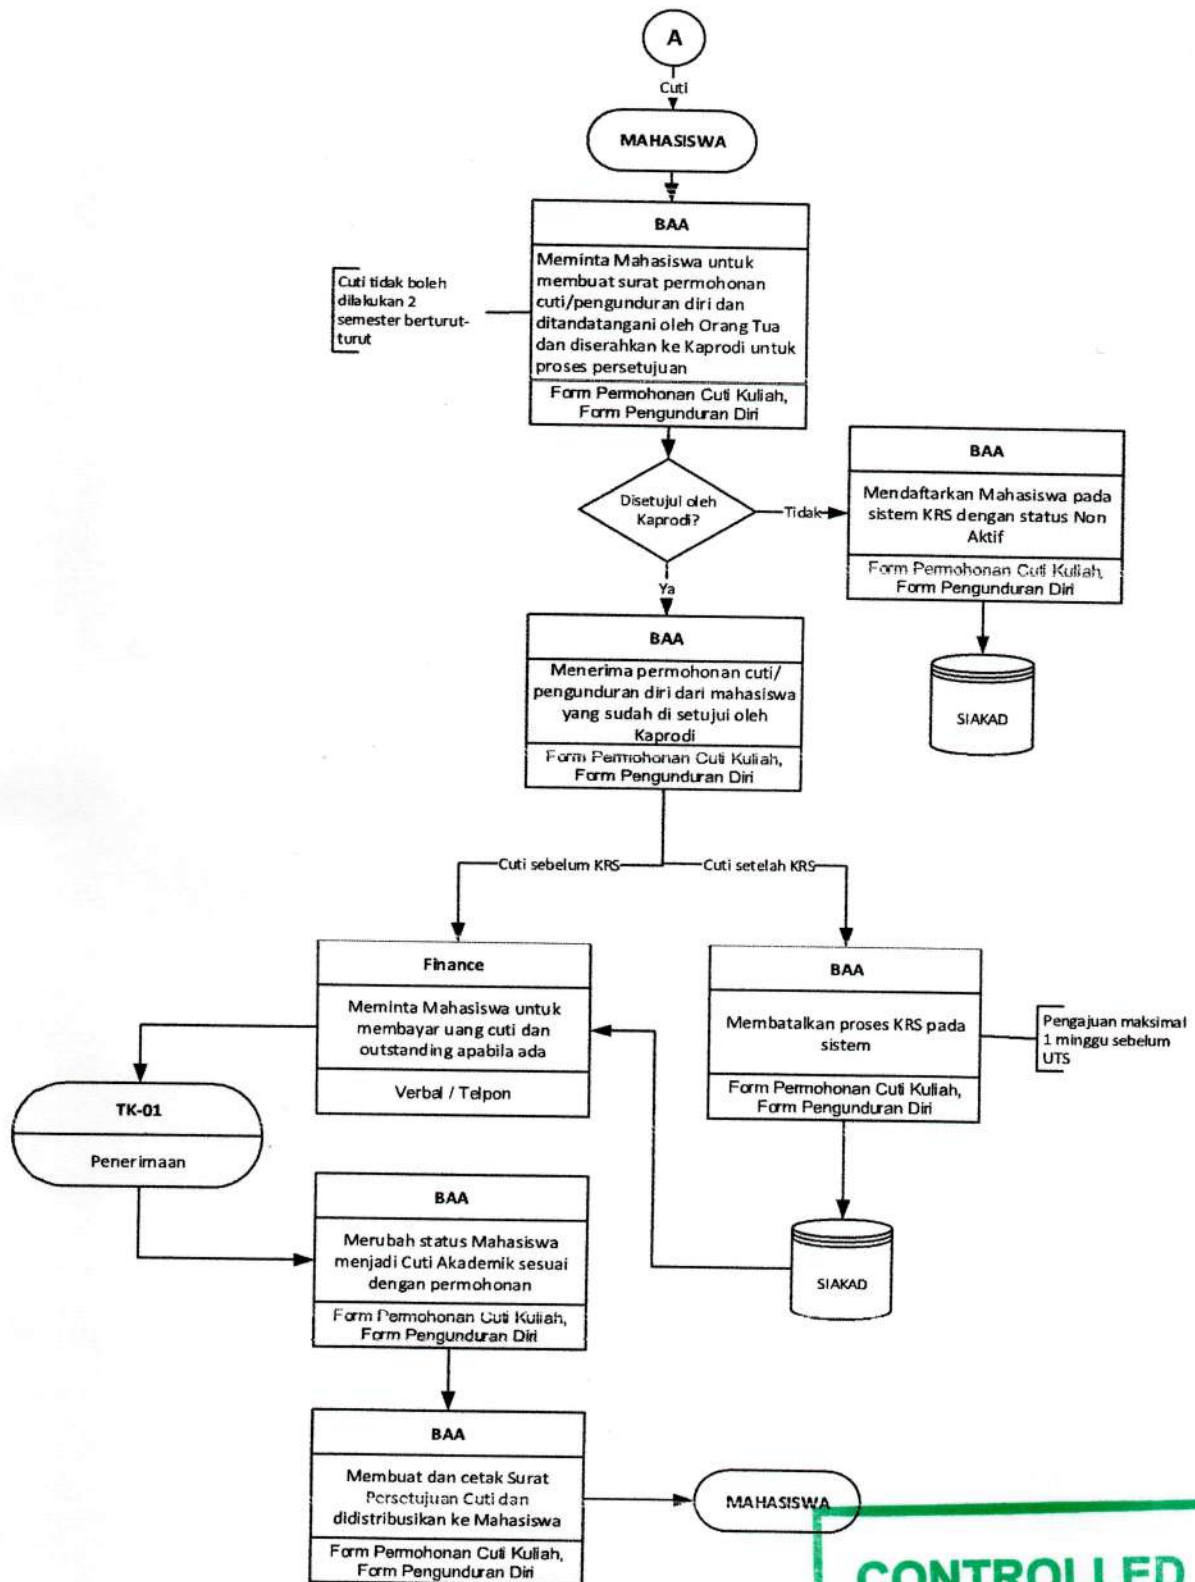 A
Cuti
MAHASISWA
BAA
Meminta Mahasiswa untuk
membuat surat permohonan
cuti/pengunduran diri dan
ditandatangani oleh Orang Tua
dan diserahkan ke Kaprodi untuk
proses persetujuan
Form Permohonan Cuti Kuliah,
Form Pengunduran Diri
Cuti tidak boleh
dilakukan 2
semester berturut-
turut
Disetujui oleh
Kaprodi?
Tidak
BAA
Mendaftarkan Mahasiswa pada
sistem KRS dengan status Non
Aktif
Form Permohonan Cuti Kuliah,
Form Pengunduran Diri
SIAKAD
Ya
BAA
Menerima permohonan cuti/
pengunduran diri dari mahasiswa
yang sudah di setujui oleh
Kaprodi
Form Permohonan Cuti Kuliah,
Form Pengunduran Diri
Cuti sebelum KRS
Cuti setelah KRS
Finance
Meminta Mahasiswa untuk
membayar uang cuti dan
outstanding apabila ada
Verbal / Telpon
BAA
Membatalkan proses KRS pada
sistem
Form Permohonan Cuti Kuliah,
Form Pengunduran Diri
Pengajuan maksimal
1 minggu sebelum
UTS
TK-01
Penerimaan
BAA
Merubah status Mahasiswa
menjadi Cuti Akademik sesuai
dengan permohonan
Form Permohonan Cuti Kuliah,
Form Pengunduran Diri
SIAKAD
BAA
Membuat dan cetak Surat
Persetujuan Cuti dan
didistribusikan ke Mahasiswa
Form Permohonan Cuti Kuliah,
Form Pengunduran Diri
MAHASISWA
CONTROLLED